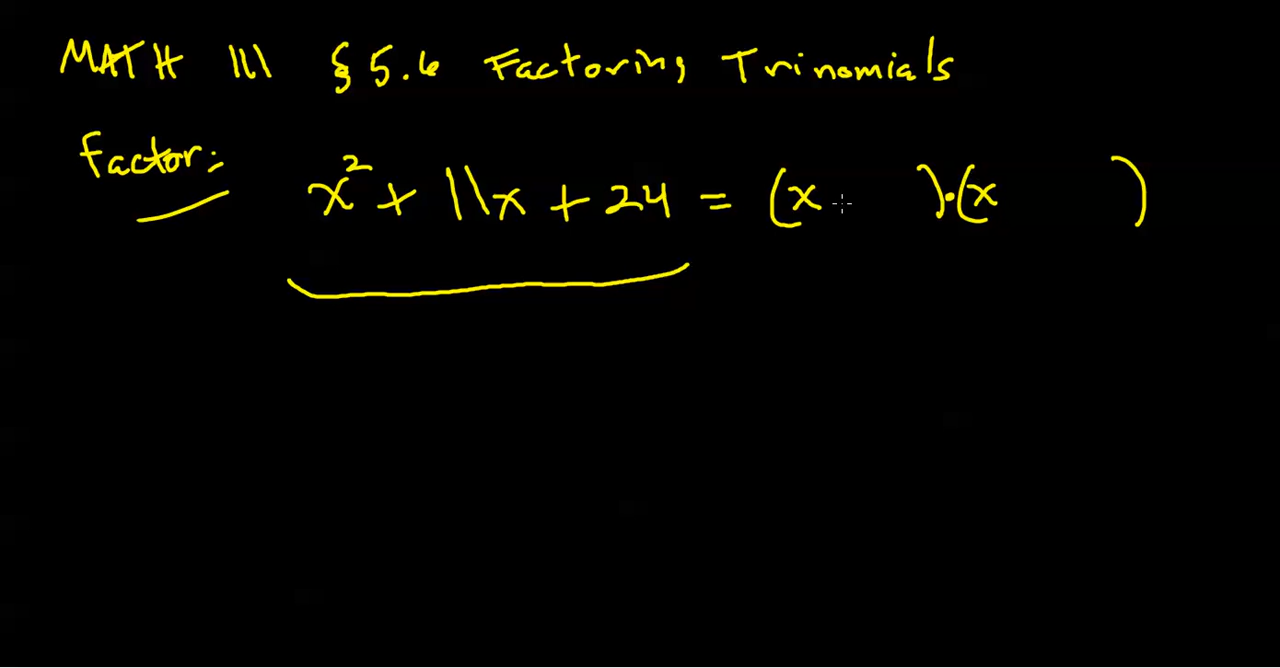 MATH 111 § 5.6 Factoring Trinomials
Factor:
x² + 11x + 24 = (x )·(x )